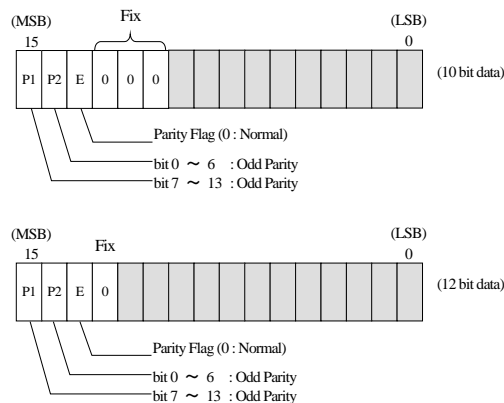 Fix
(MSB) (LSB)
15 0
P1 P2 E 0 0 0 (10 bit data)
Parity Flag (0 : Normal)
bit 0 ～ 6 : Odd Parity
bit 7 ～ 13 : Odd Parity
(MSB) (LSB)
15 Fix 0
P1 P2 E 0 (12 bit data)
Parity Flag (0 : Normal)
bit 0 ～ 6 : Odd Parity
bit 7 ～ 13 : Odd Parity